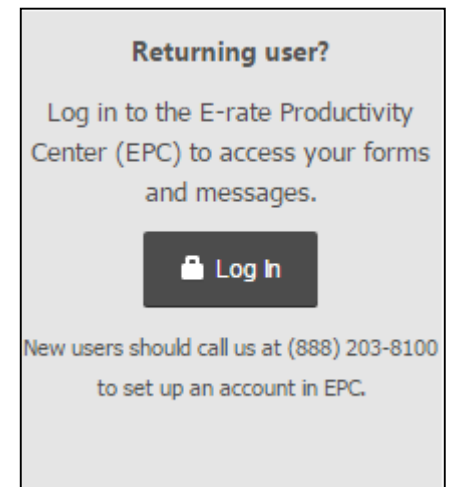 Returning user?
Log in to the E-rate Productivity
Center (EPC) to access your forms
and messages.
Log In
New users should call us at (888) 203-8100
to set up an account in EPC.